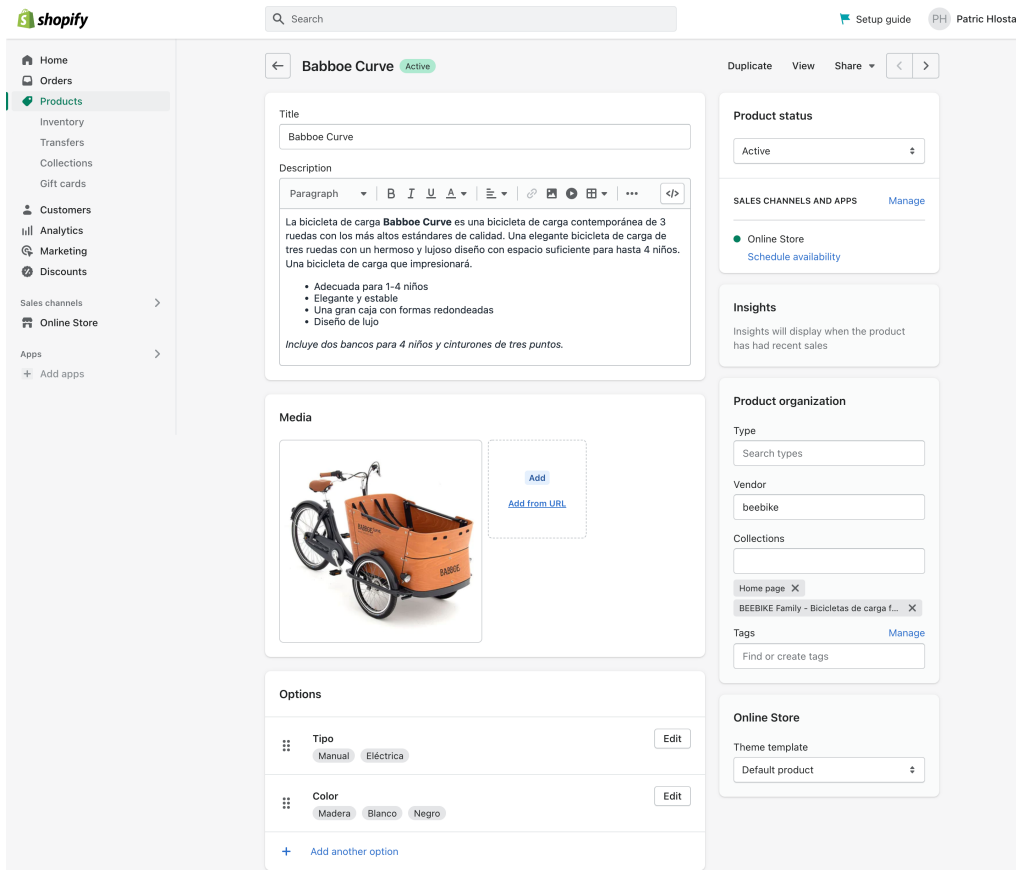 shopify
Search
Setup guide
PH
Patric Hlosta
Home
Orders
Products
Inventory
Transfers
Collections
Gift cards
Customers
Analytics
Marketing
Discounts
Sales channels
Online Store
Apps
Add apps
Babboe Curve
Active
Duplicate
View
Share
Title
Babboe Curve
Description
Paragraph
B I U A
</>
La bicicleta de carga Babboe Curve es una bicicleta de carga contemporánea de 3
ruedas con los más altos estándares de calidad. Una elegante bicicleta de carga de
tres ruedas con un hermoso y lujoso diseño con espacio suficiente para hasta 4 niños.
Una bicicleta de carga que impresionará.
• Adecuada para 1-4 niños
• Elegante y estable
• Una gran caja con formas redondeadas
• Diseño de lujo
Incluye dos bancos para 4 niños y cinturones de tres puntos.
Media
BABBOE
BABBOE
Add
Add from URL
Options
Tipo
Manual
Eléctrica
Edit
Color
Madera
Blanco
Negro
Edit
+ Add another option
Product status
Active
SALES CHANNELS AND APPS
Manage
Online Store
Schedule availability
Insights
Insights will display when the product
has had recent sales
Product organization
Type
Search types
Vendor
beebike
Collections
Home page
BEEBIKE Family - Bicicletas de carga f...
Tags
Manage
Find or create tags
Online Store
Theme template
Default product